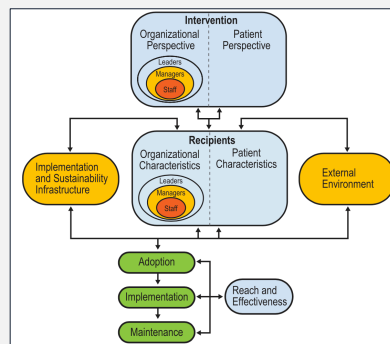 Intervention
Organizational
Perspective
Patient
Perspective
Leaders
Managers
Staff
Recipients
Organizational
Characteristics
Patient
Characteristics
Leaders
Managers
Staff
Implementation
and Sustainability
Infrastructure
External
Environment
Adoption
Implementation
Maintenance
Reach and
Effectiveness